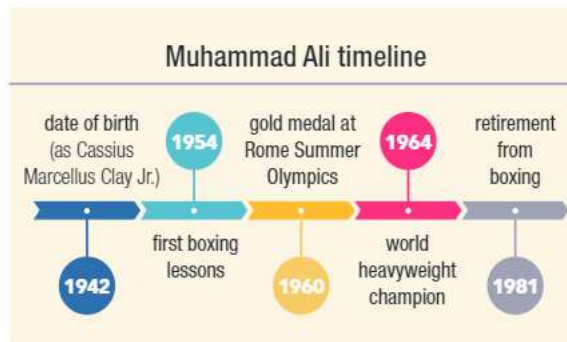 Muhammad Ali timeline
date of birth
(as Cassius
Marcellus Clay Jr.)
1942
1954
first boxing
lessons
gold medal at
Rome Summer
Olympics
1960
1964
world
heavyweight
champion
retirement
from
boxing
1981